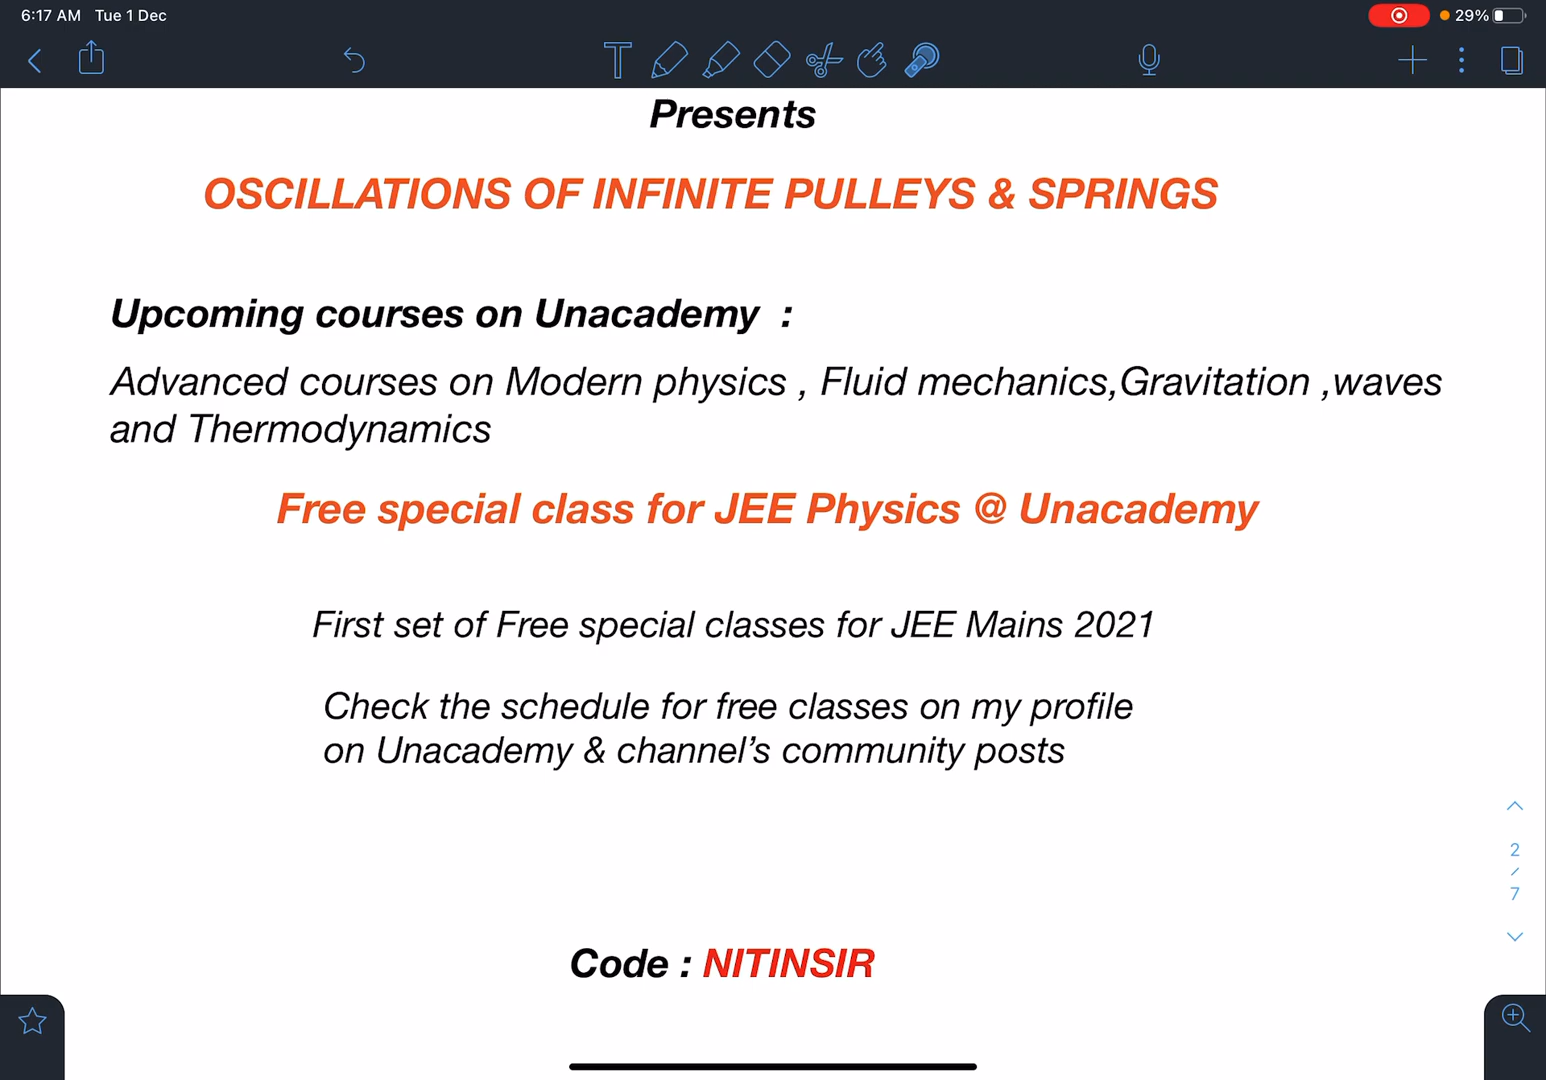 6:17 AM Tue 1 Dec
29%
Presents
OSCILLATIONS OF INFINITE PULLEYS & SPRINGS
Upcoming courses on Unacademy :
Advanced courses on Modern physics , Fluid mechanics,Gravitation ,waves
and Thermodynamics
Free special class for JEE Physics @ Unacademy
First set of Free special classes for JEE Mains 2021
Check the schedule for free classes on my profile
on Unacademy & channel’s community posts
2
/
7
Code : NITINSIR